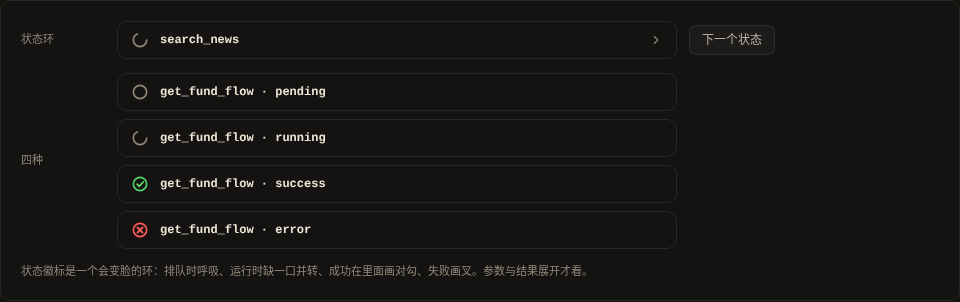 状态环
search_news
下一个状态
get_fund_flow · pending
get_fund_flow · running
四种
get_fund_flow · success
get_fund_flow · error
状态徽标是一个会变脸的环：排队时呼吸、运行时缺一口并转、成功在里面画对勾、失败画叉。参数与结果展开才看。